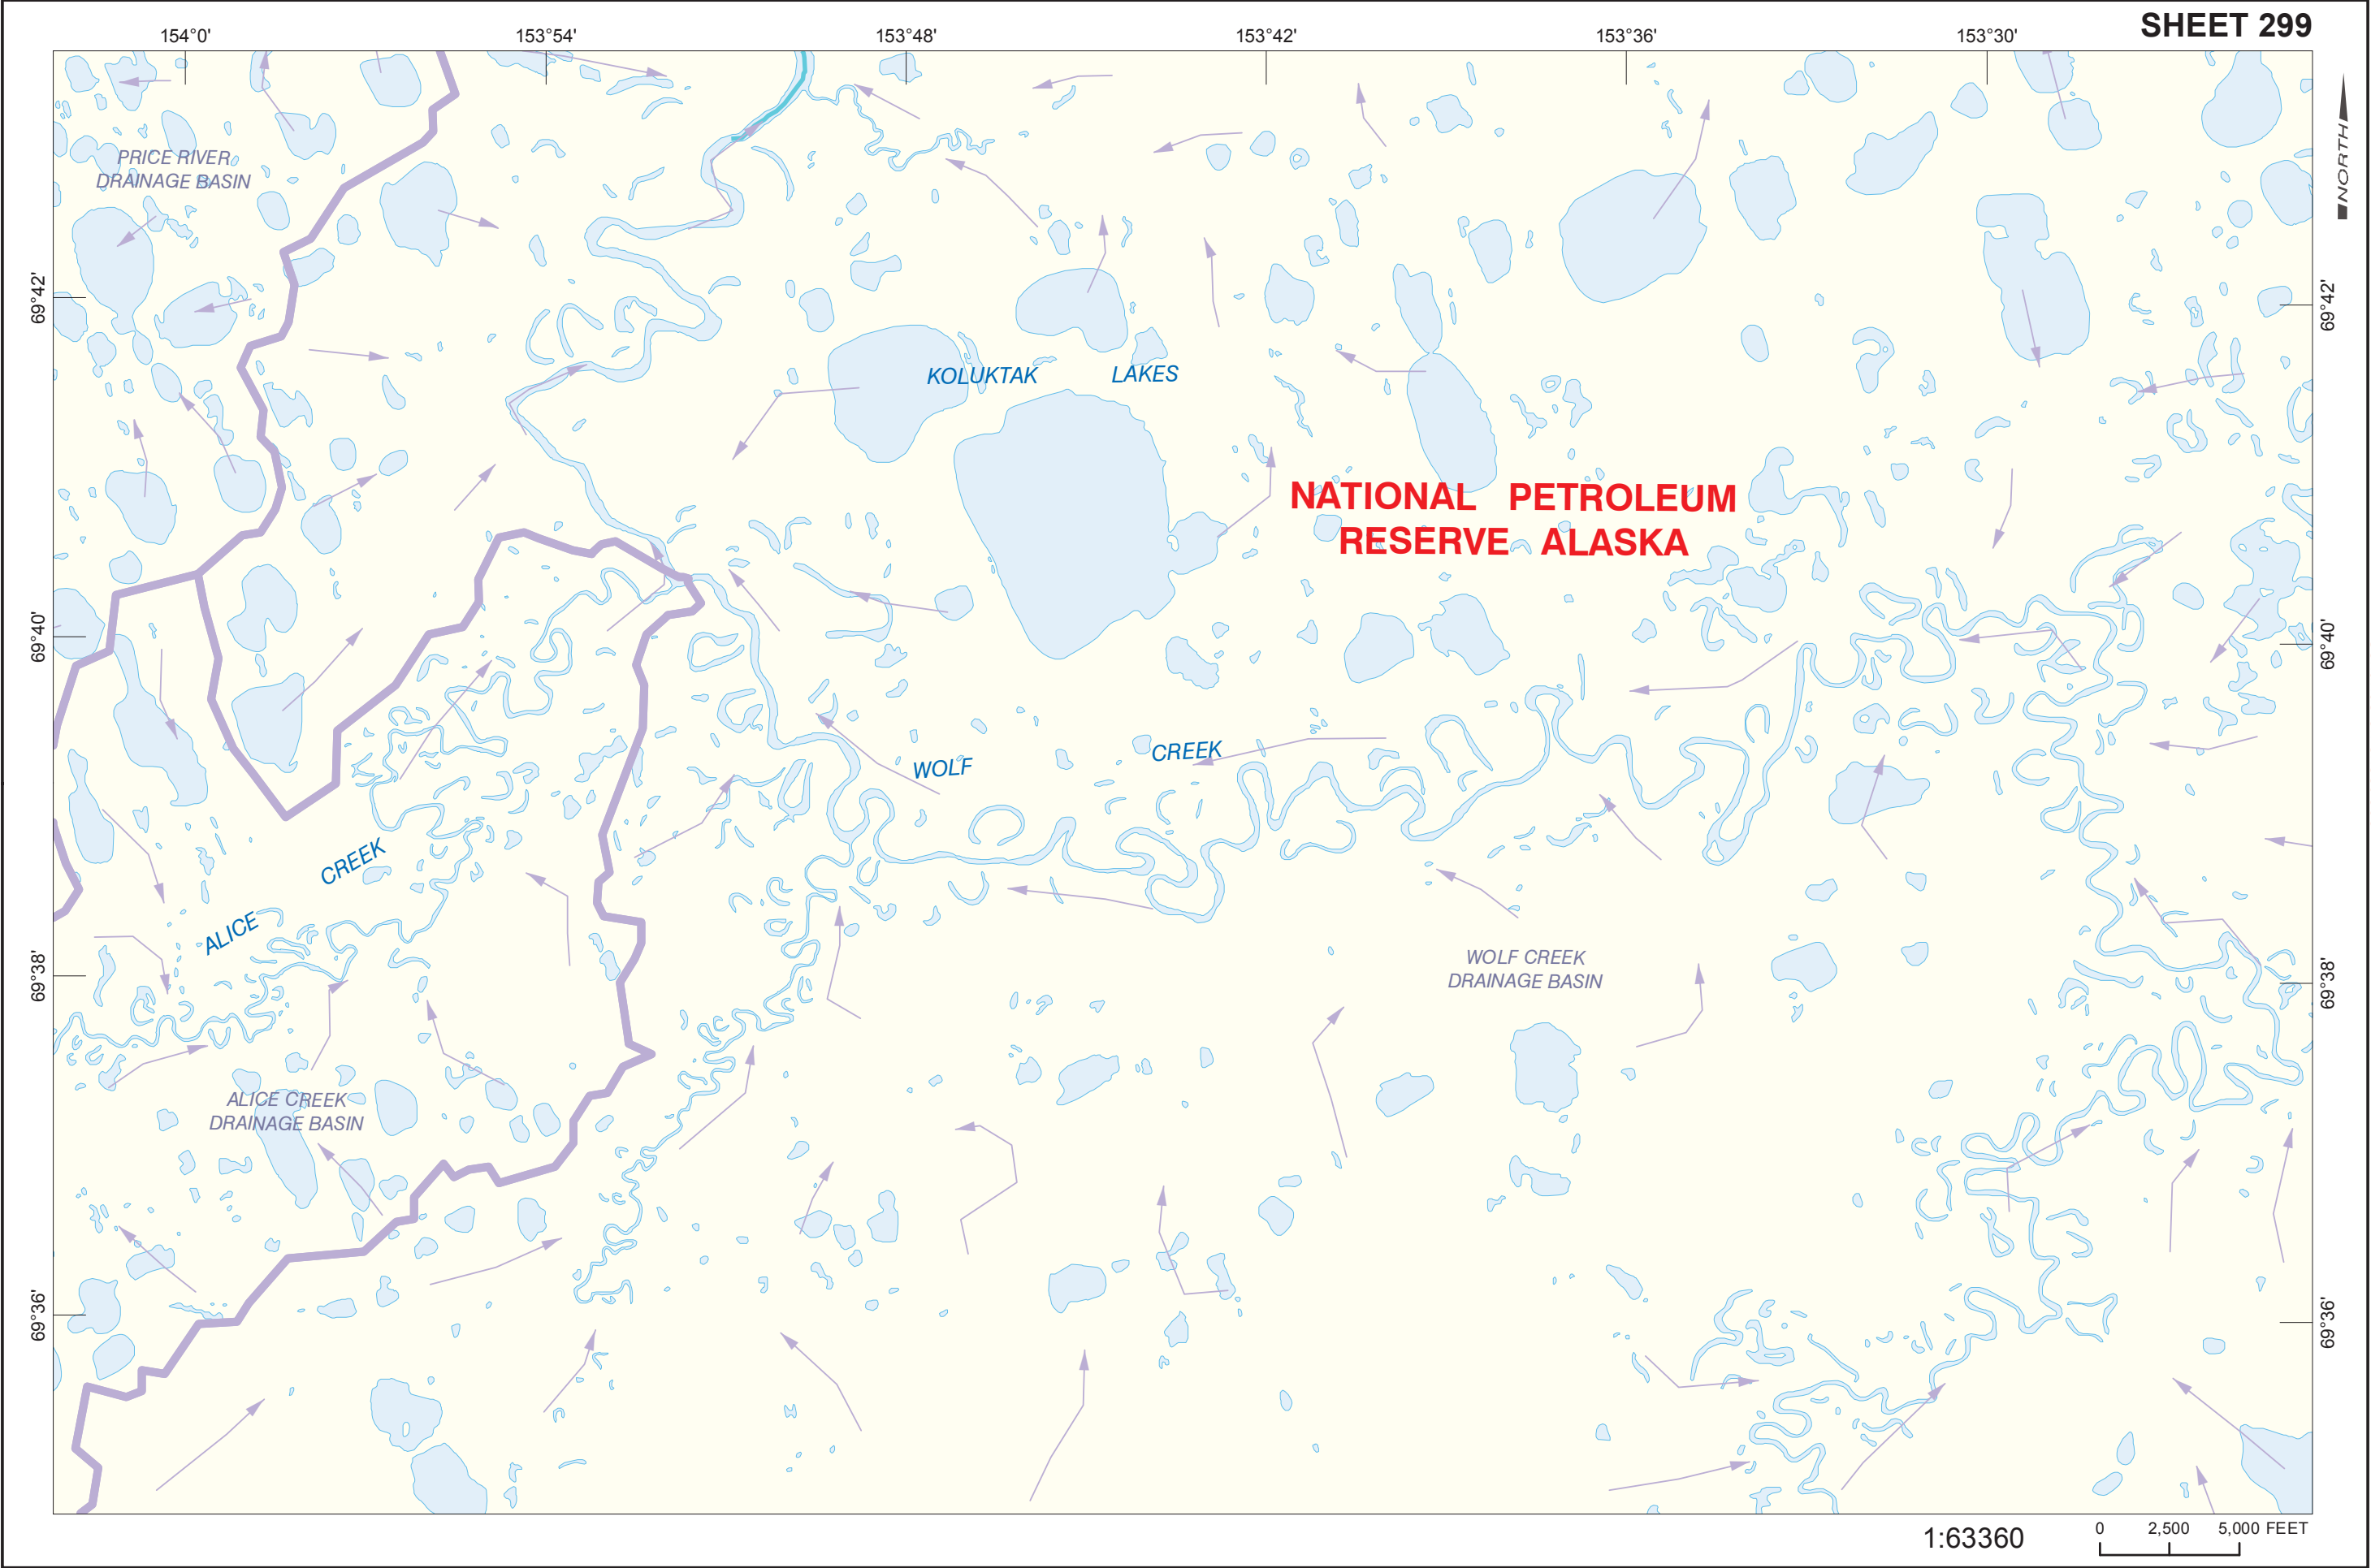 SHEET 299
154°0' 153°54' 153°48' 153°42' 153°36' 153°30'
NORTH
PRICE RIVER
DRAINAGE BASIN
69°42' 69°42'
KOLUKTAK LAKES
NATIONAL PETROLEUM
RESERVE ALASKA
69°40' 69°40'
WOLF CREEK
ALICE CREEK
WOLF CREEK
DRAINAGE BASIN
69°38' 69°38'
ALICE CREEK
DRAINAGE BASIN
69°36' 69°36'
1:63360
0 2,500 5,000 FEET